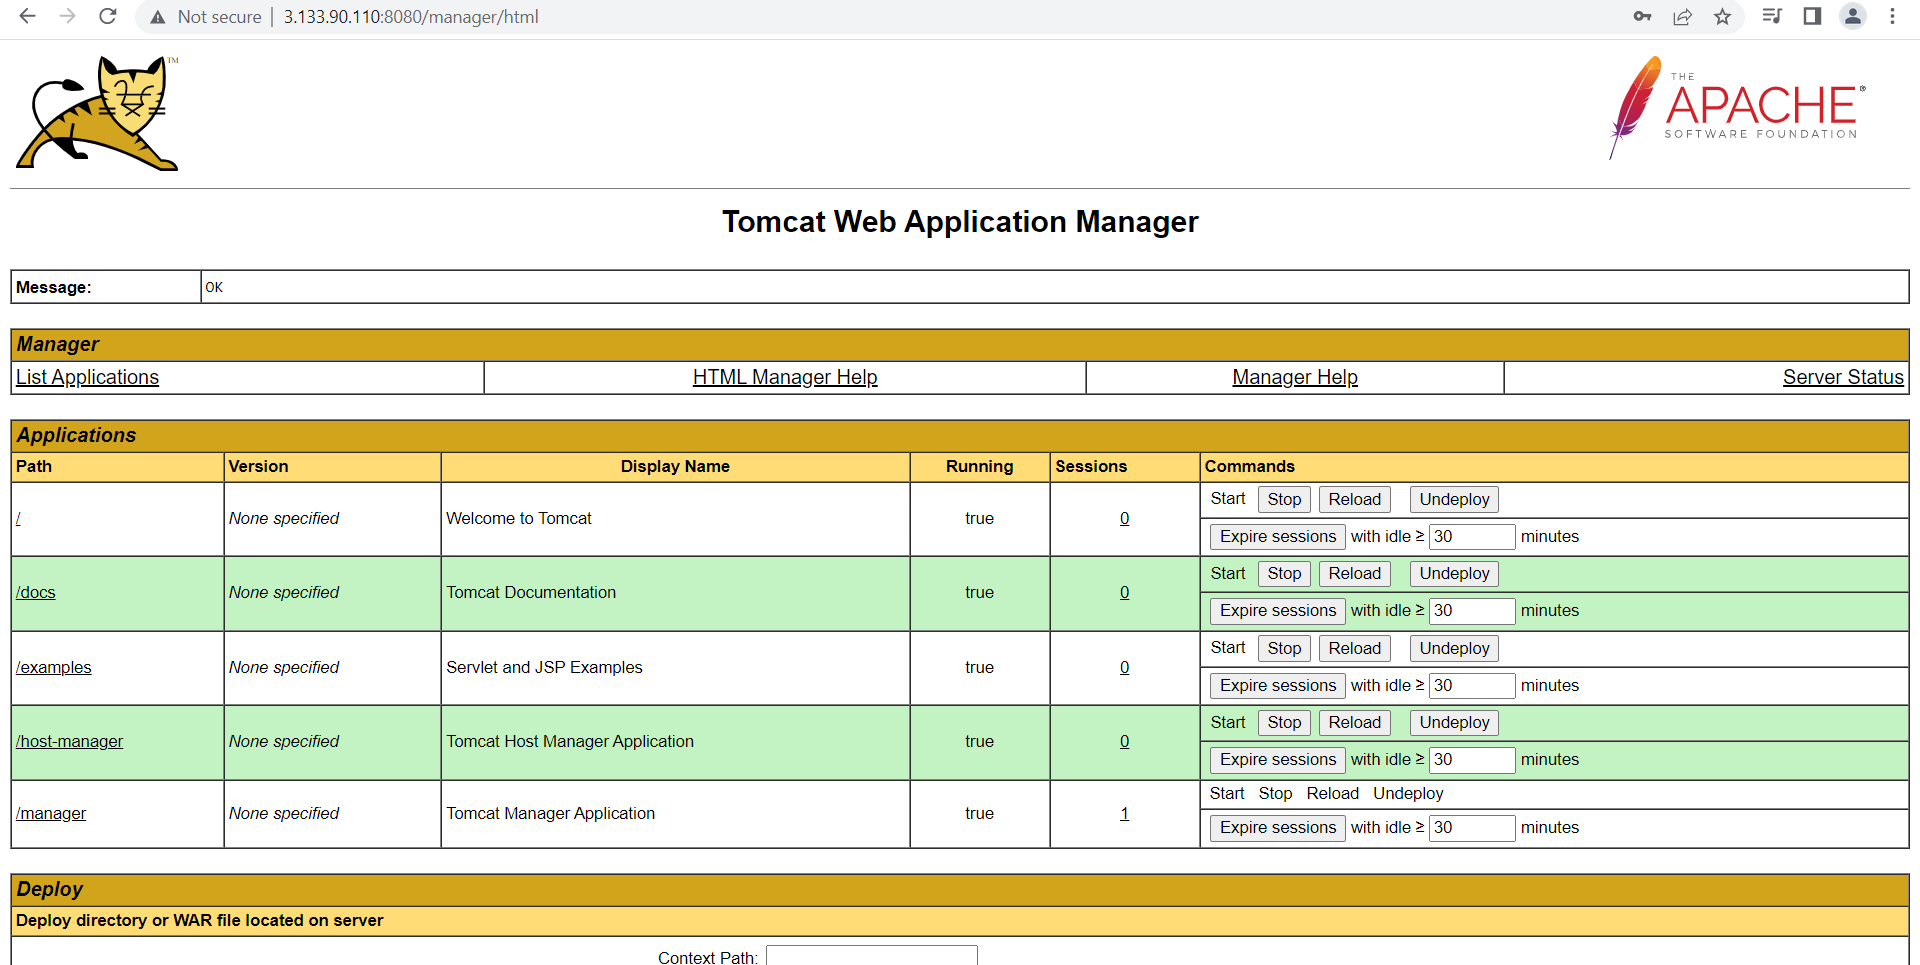 Not secure | 3.133.90.110:8080/manager/html
TM
THE
APACHE®
SOFTWARE FOUNDATION
Tomcat Web Application Manager
Message: OK
Manager
List Applications HTML Manager Help Manager Help Server Status
Applications
Path Version Display Name Running Sessions Commands
/ None specified Welcome to Tomcat true 0 Start Stop Reload Undeploy
Expire sessions with idle ≥ 30 minutes
/docs None specified Tomcat Documentation true 0 Start Stop Reload Undeploy
Expire sessions with idle ≥ 30 minutes
/examples None specified Servlet and JSP Examples true 0 Start Stop Reload Undeploy
Expire sessions with idle ≥ 30 minutes
/host-manager None specified Tomcat Host Manager Application true 0 Start Stop Reload Undeploy
Expire sessions with idle ≥ 30 minutes
/manager None specified Tomcat Manager Application true 1 Start Stop Reload Undeploy
Expire sessions with idle ≥ 30 minutes
Deploy
Deploy directory or WAR file located on server
Context Path: